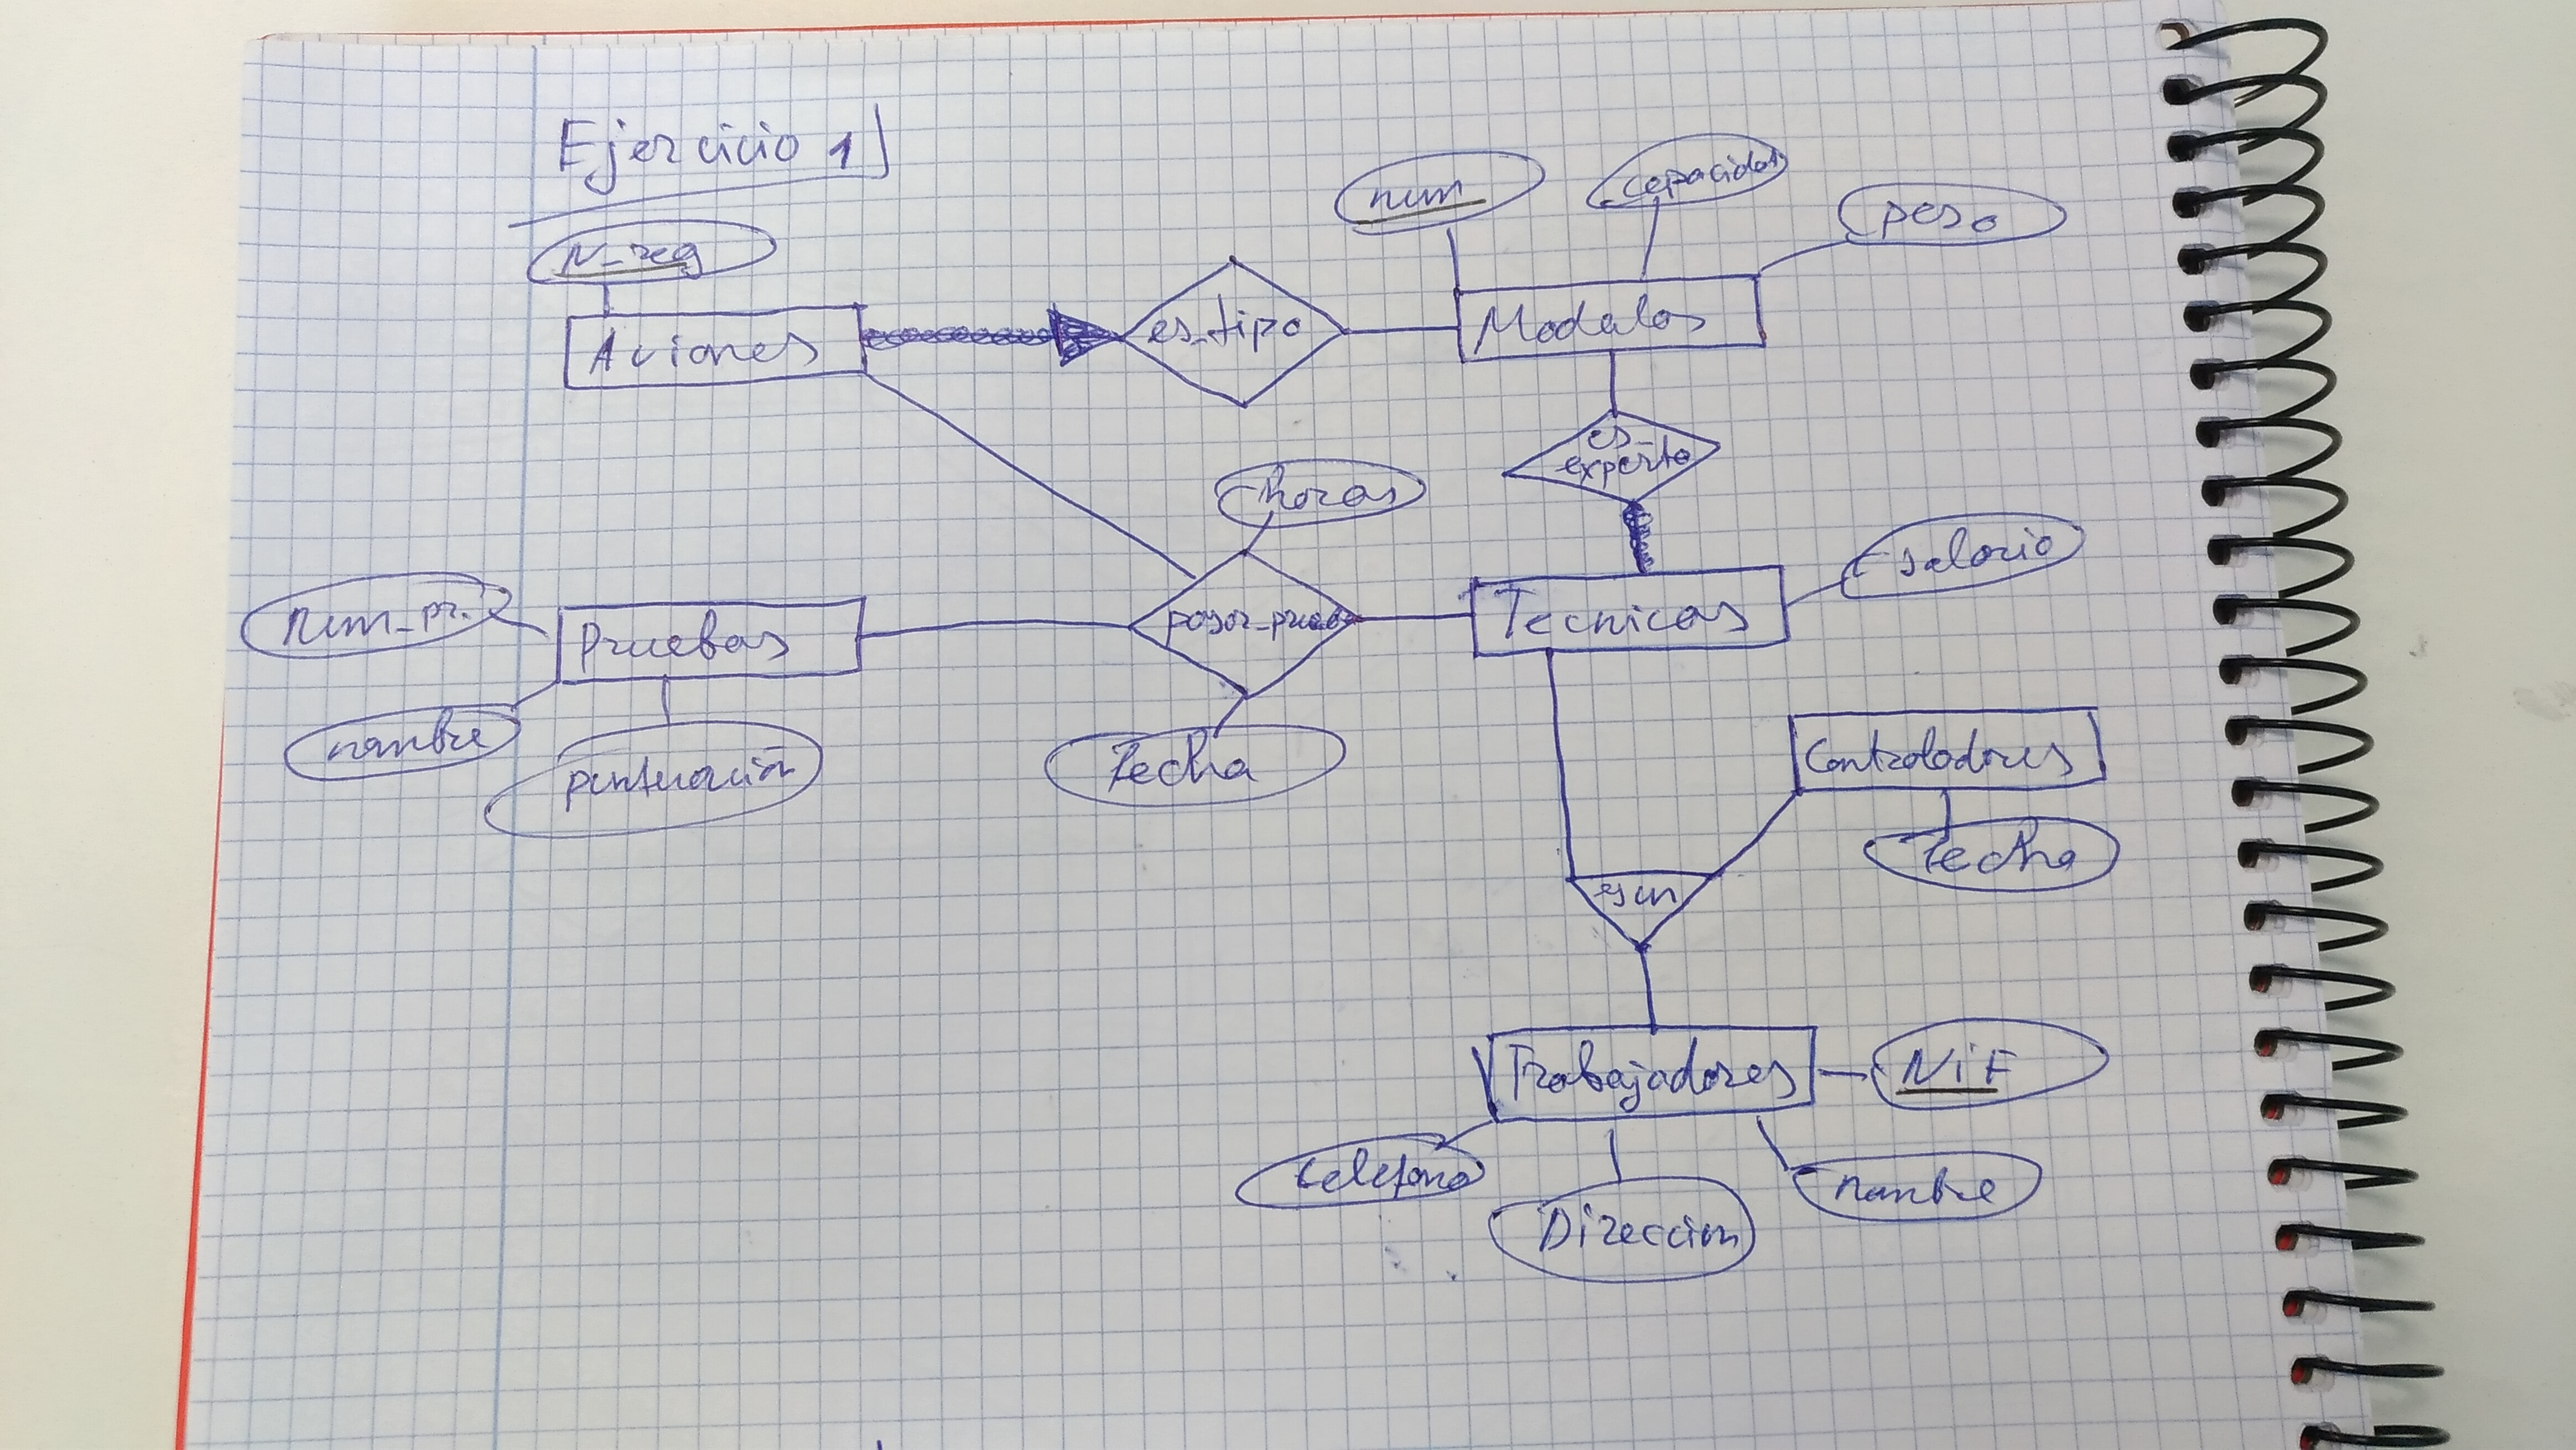 Ejercicio 1
N_reg
num
capacidad
peso
Aviones
es_tipo
Modelos
es_
experto
horas
salario
num_pr.
Pruebas
pasar_prueba
Tecnicos
nombre
puntuación
Fecha
Controladores
Fecha
es un
Trabajadores
NiF
telefono
Direccion
nombre